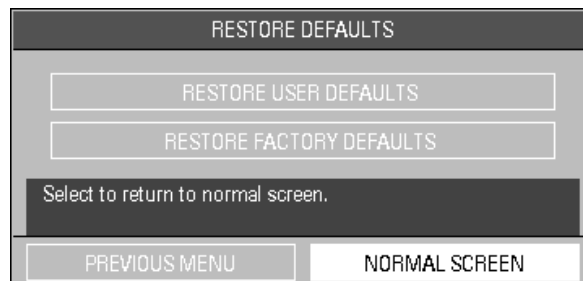 RESTORE DEFAULTS
RESTORE USER DEFAULTS
RESTORE FACTORY DEFAULTS
Select to return to normal screen.
PREVIOUS MENU
NORMAL SCREEN